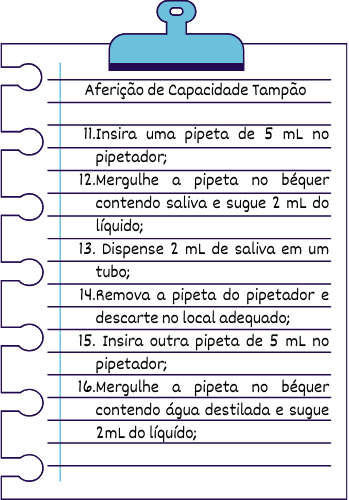 Aferição de Capacidade Tampão
11.Insira uma pipeta de 5 mL no
pipetador;
12.Mergulhe a pipeta no béquer
contendo saliva e sugue 2 mL do
líquido;
13. Dispense 2 mL de saliva em um
tubo;
14.Remova a pipeta do pipetador e
descarte no local adequado;
15. Insira outra pipeta de 5 mL no
pipetador;
16.Mergulhe a pipeta no béquer
contendo água destilada e sugue
2mL do líquído;